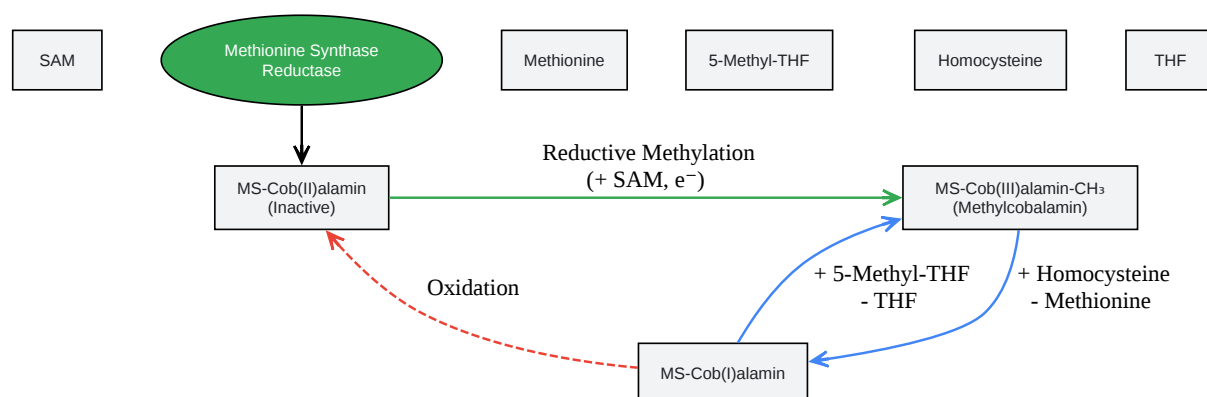 SAM
Methionine Synthase
Reductase
Methionine
5-Methyl-THF
Homocysteine
THF
Reductive Methylation
(+ SAM, e⁻)
MS-Cob(II)alamin
(Inactive)
MS-Cob(III)alamin-CH₃
(Methylcobalamin)
Oxidation
+ 5-Methyl-THF
- THF
+ Homocysteine
- Methionine
MS-Cob(I)alamin